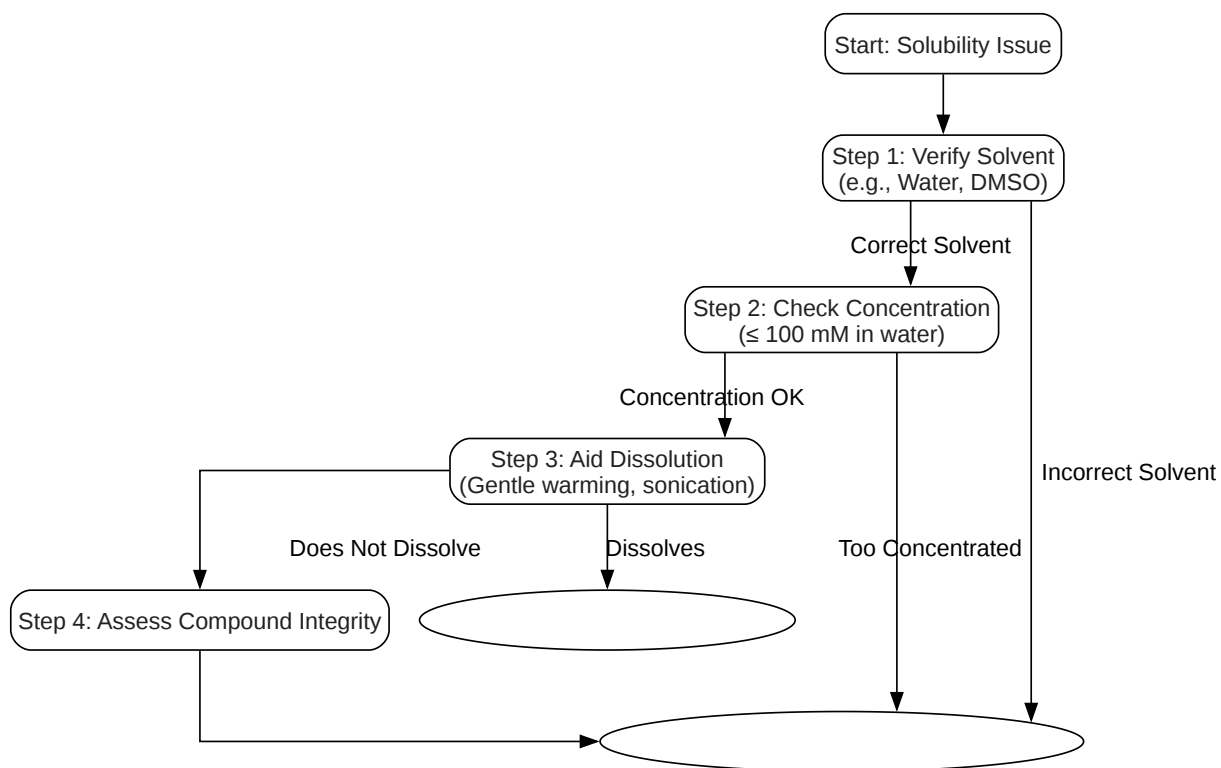 Start: Solubility Issue
Step 1: Verify Solvent
(e.g., Water, DMSO)
Correct Solvent
Step 2: Check Concentration
(≤ 100 mM in water)
Concentration OK
Step 3: Aid Dissolution
(Gentle warming, sonication)
Incorrect Solvent
Does Not Dissolve
Dissolves
Too Concentrated
Step 4: Assess Compound Integrity